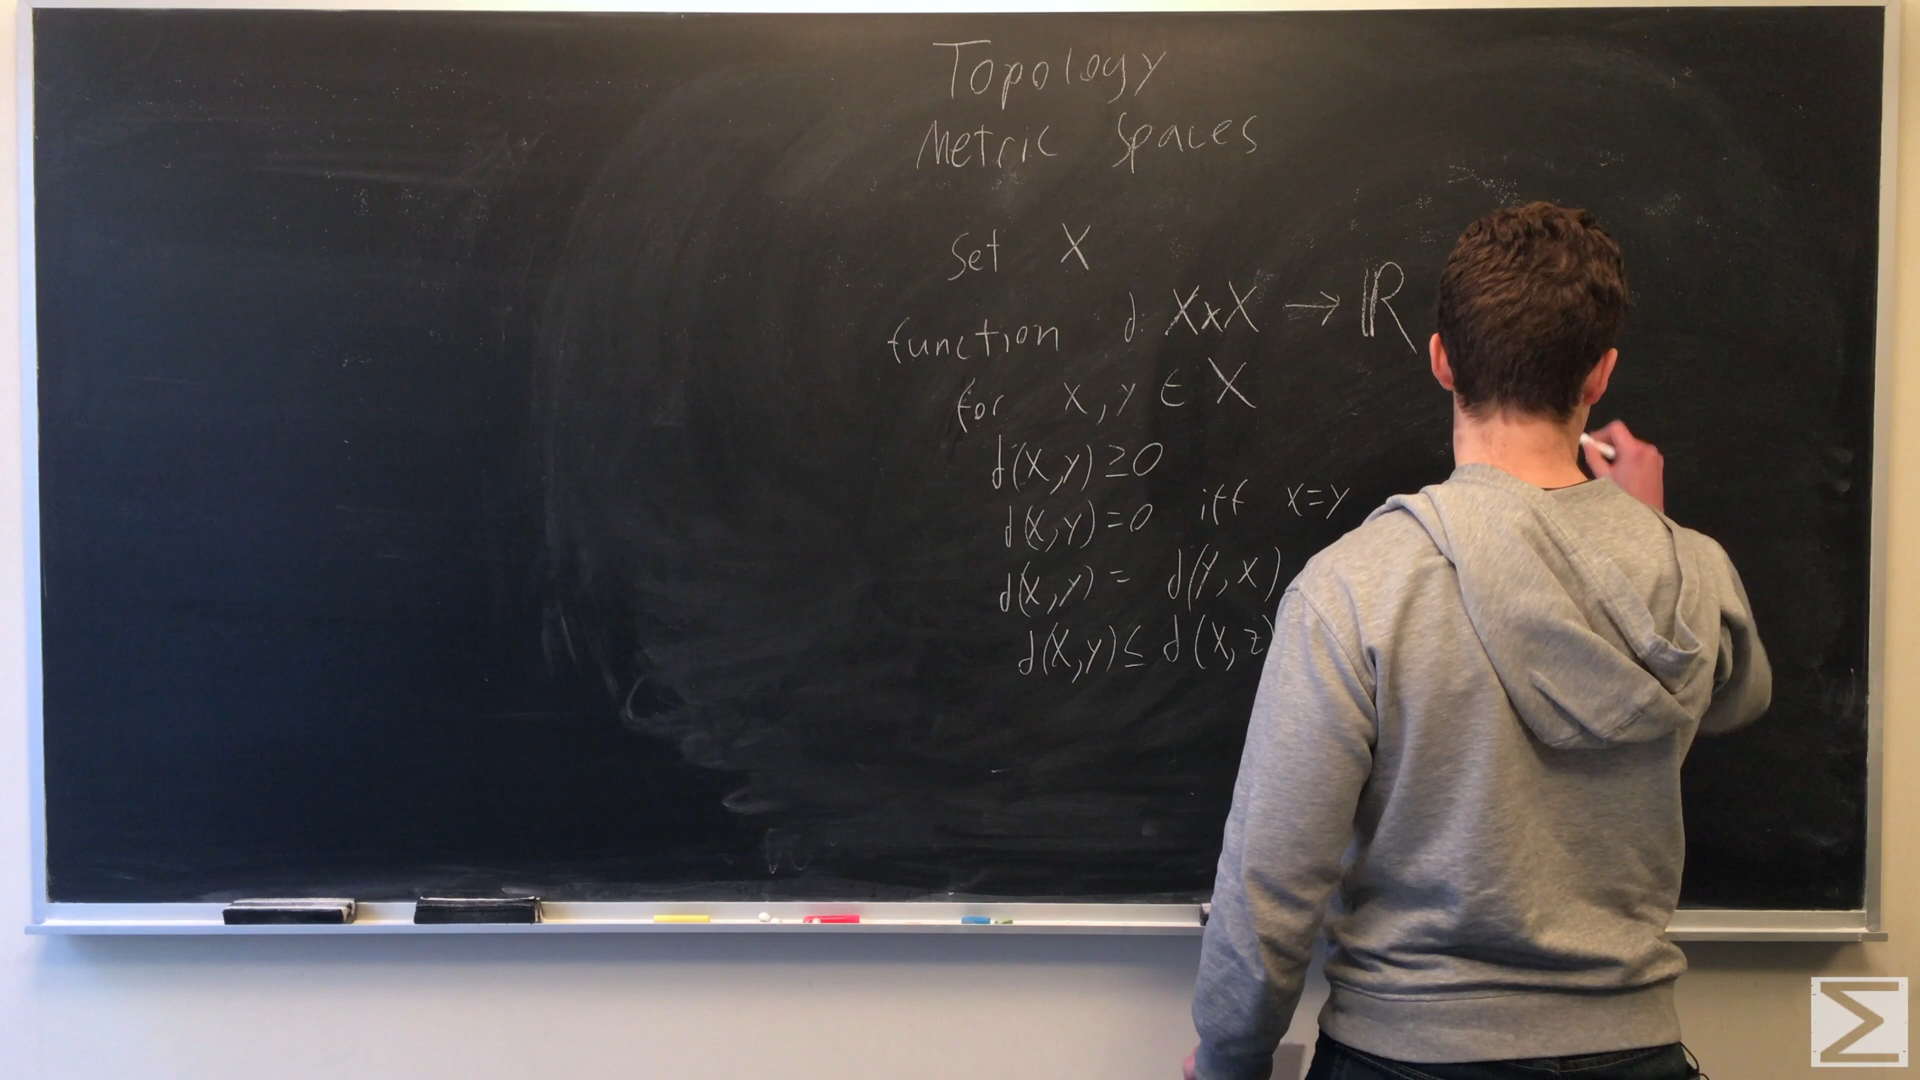 Topology
Metric Spaces
Set X
function d: X×X → ℝ
for x, y ∈ X
d(x,y) ≥ 0
d(x,y) = 0 iff x=y
d(x,y) = d(y,x)
d(x,y) ≤ d(x,z)
Σ